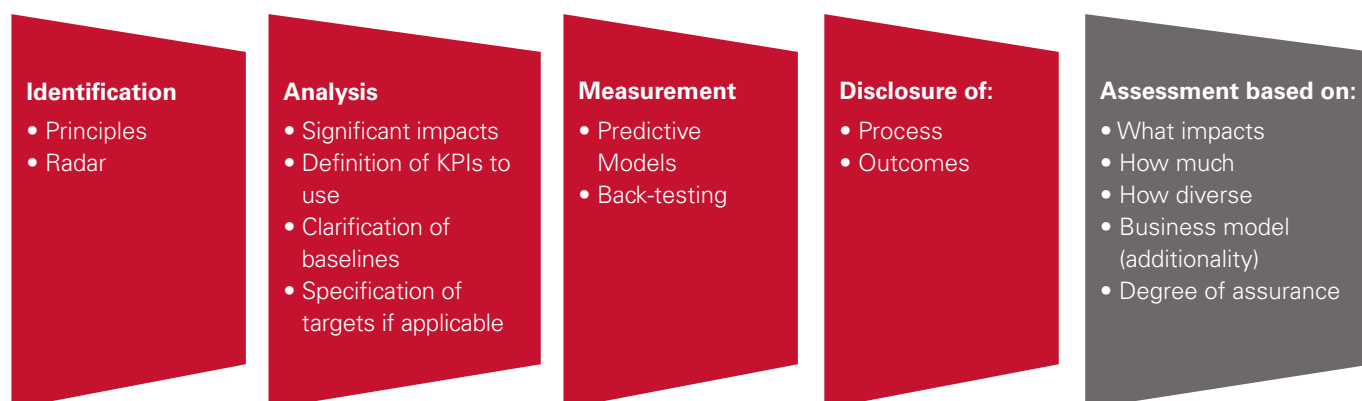 Identification
• Principles
• Radar
Analysis
• Significant impacts
• Definition of KPIs to
use
• Clarification of
baselines
• Specification of
targets if applicable
Measurement
• Predictive
Models
• Back-testing
Disclosure of:
• Process
• Outcomes
Assessment based on:
• What impacts
• How much
• How diverse
• Business model
(additionality)
• Degree of assurance